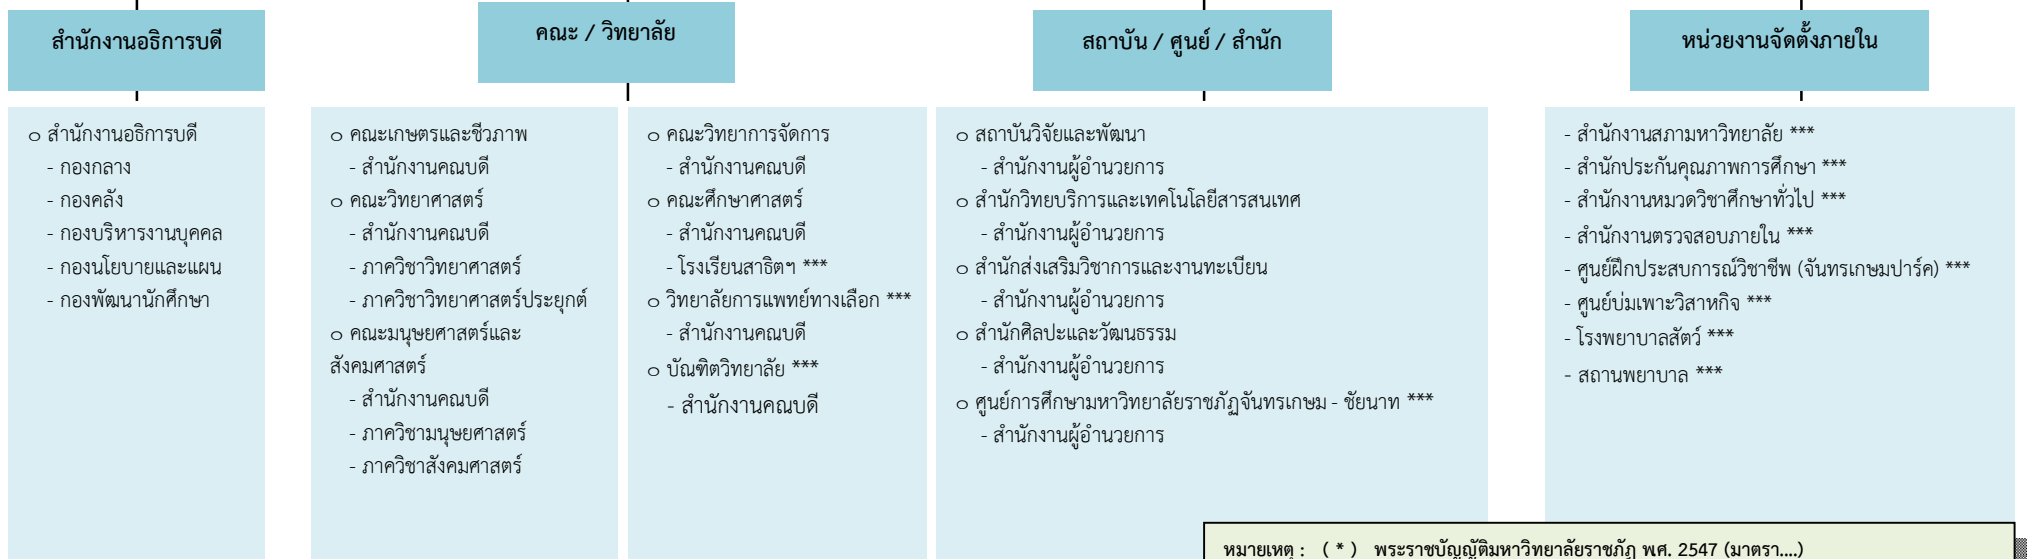 สำนักงานอธิการบดี
○ สำนักงานอธิการบดี
- กองกลาง
- กองคลัง
- กองบริหารงานบุคคล
- กองนโยบายและแผน
- กองพัฒนานักศึกษา
คณะ / วิทยาลัย
○ คณะเกษตรและชีวภาพ
- สำนักงานคณบดี
○ คณะวิทยาศาสตร์
- สำนักงานคณบดี
- ภาควิชาวิทยาศาสตร์
- ภาควิชาวิทยาศาสตร์ประยุกต์
○ คณะมนุษยศาสตร์และ
สังคมศาสตร์
- สำนักงานคณบดี
- ภาควิชามนุษยศาสตร์
- ภาควิชาสังคมศาสตร์
○ คณะวิทยาการจัดการ
- สำนักงานคณบดี
○ คณะศึกษาศาสตร์
- สำนักงานคณบดี
- โรงเรียนสาธิตฯ ***
○ วิทยาลัยการแพทย์ทางเลือก ***
- สำนักงานคณบดี
○ บัณฑิตวิทยาลัย ***
- สำนักงานคณบดี
สถาบัน / ศูนย์ / สำนัก
○ สถาบันวิจัยและพัฒนา
- สำนักงานผู้อำนวยการ
○ สำนักวิทยบริการและเทคโนโลยีสารสนเทศ
- สำนักงานผู้อำนวยการ
○ สำนักส่งเสริมวิชาการและงานทะเบียน
- สำนักงานผู้อำนวยการ
○ สำนักศิลปะและวัฒนธรรม
- สำนักงานผู้อำนวยการ
○ ศูนย์การศึกษามหาวิทยาลัยราชภัฏจันทรเกษม - ชัยนาท ***
- สำนักงานผู้อำนวยการ
หน่วยงานจัดตั้งภายใน
- สำนักงานสภามหาวิทยาลัย ***
- สำนักประกันคุณภาพการศึกษา ***
- สำนักงานหมวดวิชาศึกษาทั่วไป ***
- สำนักงานตรวจสอบภายใน ***
- ศูนย์ฝึกประสบการณ์วิชาชีพ (จันทรเกษมปาร์ค) ***
- ศูนย์บ่มเพาะวิสาหกิจ ***
- โรงพยาบาลสัตว์ ***
- สถานพยาบาล ***
หมายเหตุ : ( * ) พระราชบัญญัติมหาวิทยาลัยราชภัฏ พ.ศ. 2547 (มาตรา....)